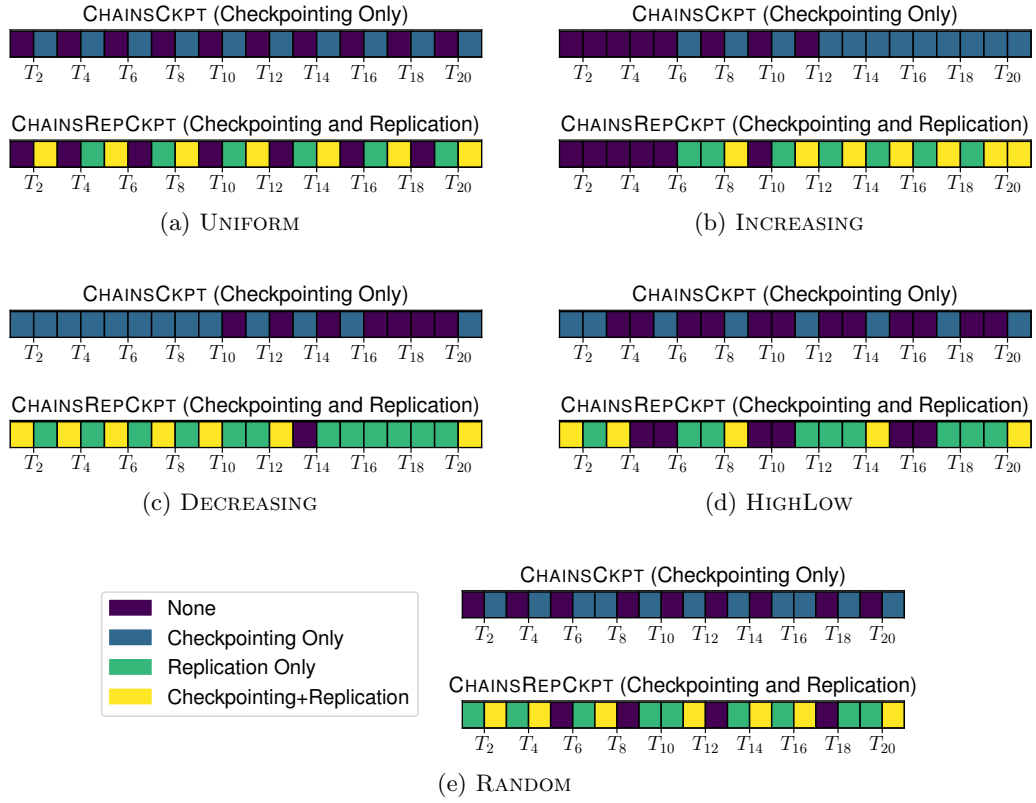 CHAINSCKPT (Checkpointing Only)
T2 T4 T6 T8 T10 T12 T14 T16 T18 T20
CHAINSREPCKPT (Checkpointing and Replication)
T2 T4 T6 T8 T10 T12 T14 T16 T18 T20
(a) UNIFORM
CHAINSCKPT (Checkpointing Only)
T2 T4 T6 T8 T10 T12 T14 T16 T18 T20
CHAINSREPCKPT (Checkpointing and Replication)
T2 T4 T6 T8 T10 T12 T14 T16 T18 T20
(b) INCREASING
CHAINSCKPT (Checkpointing Only)
T2 T4 T6 T8 T10 T12 T14 T16 T18 T20
CHAINSREPCKPT (Checkpointing and Replication)
T2 T4 T6 T8 T10 T12 T14 T16 T18 T20
(c) DECREASING
CHAINSCKPT (Checkpointing Only)
T2 T4 T6 T8 T10 T12 T14 T16 T18 T20
CHAINSREPCKPT (Checkpointing and Replication)
T2 T4 T6 T8 T10 T12 T14 T16 T18 T20
(d) HIGHLOW
None
Checkpointing Only
Replication Only
Checkpointing+Replication
CHAINSCKPT (Checkpointing Only)
T2 T4 T6 T8 T10 T12 T14 T16 T18 T20
CHAINSREPCKPT (Checkpointing and Replication)
T2 T4 T6 T8 T10 T12 T14 T16 T18 T20
(e) RANDOM